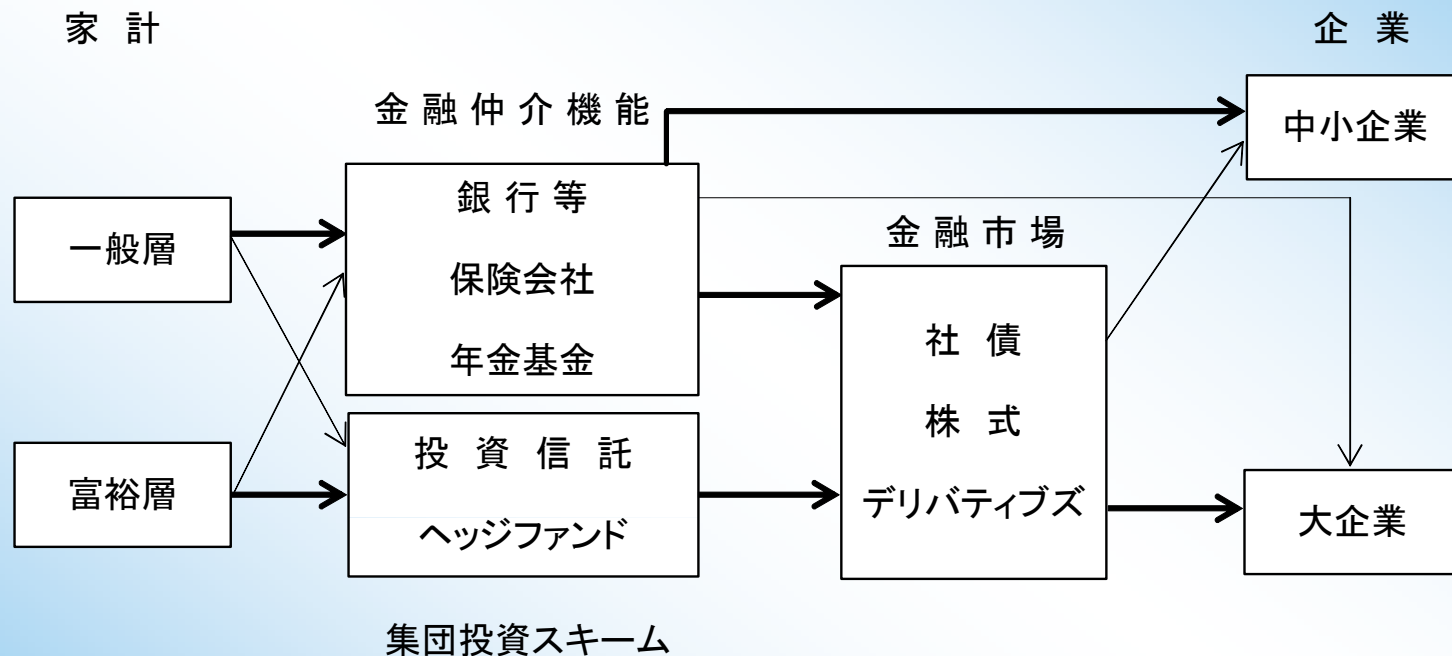 家 計
企 業
金 融 仲 介 機 能
中小企業
一般層
銀 行 等
保険会社
年金基金
金 融 市 場
社 債
株 式
デリバティブズ
富裕層
投 資 信 託
ヘッジファンド
大企業
集団投資スキーム